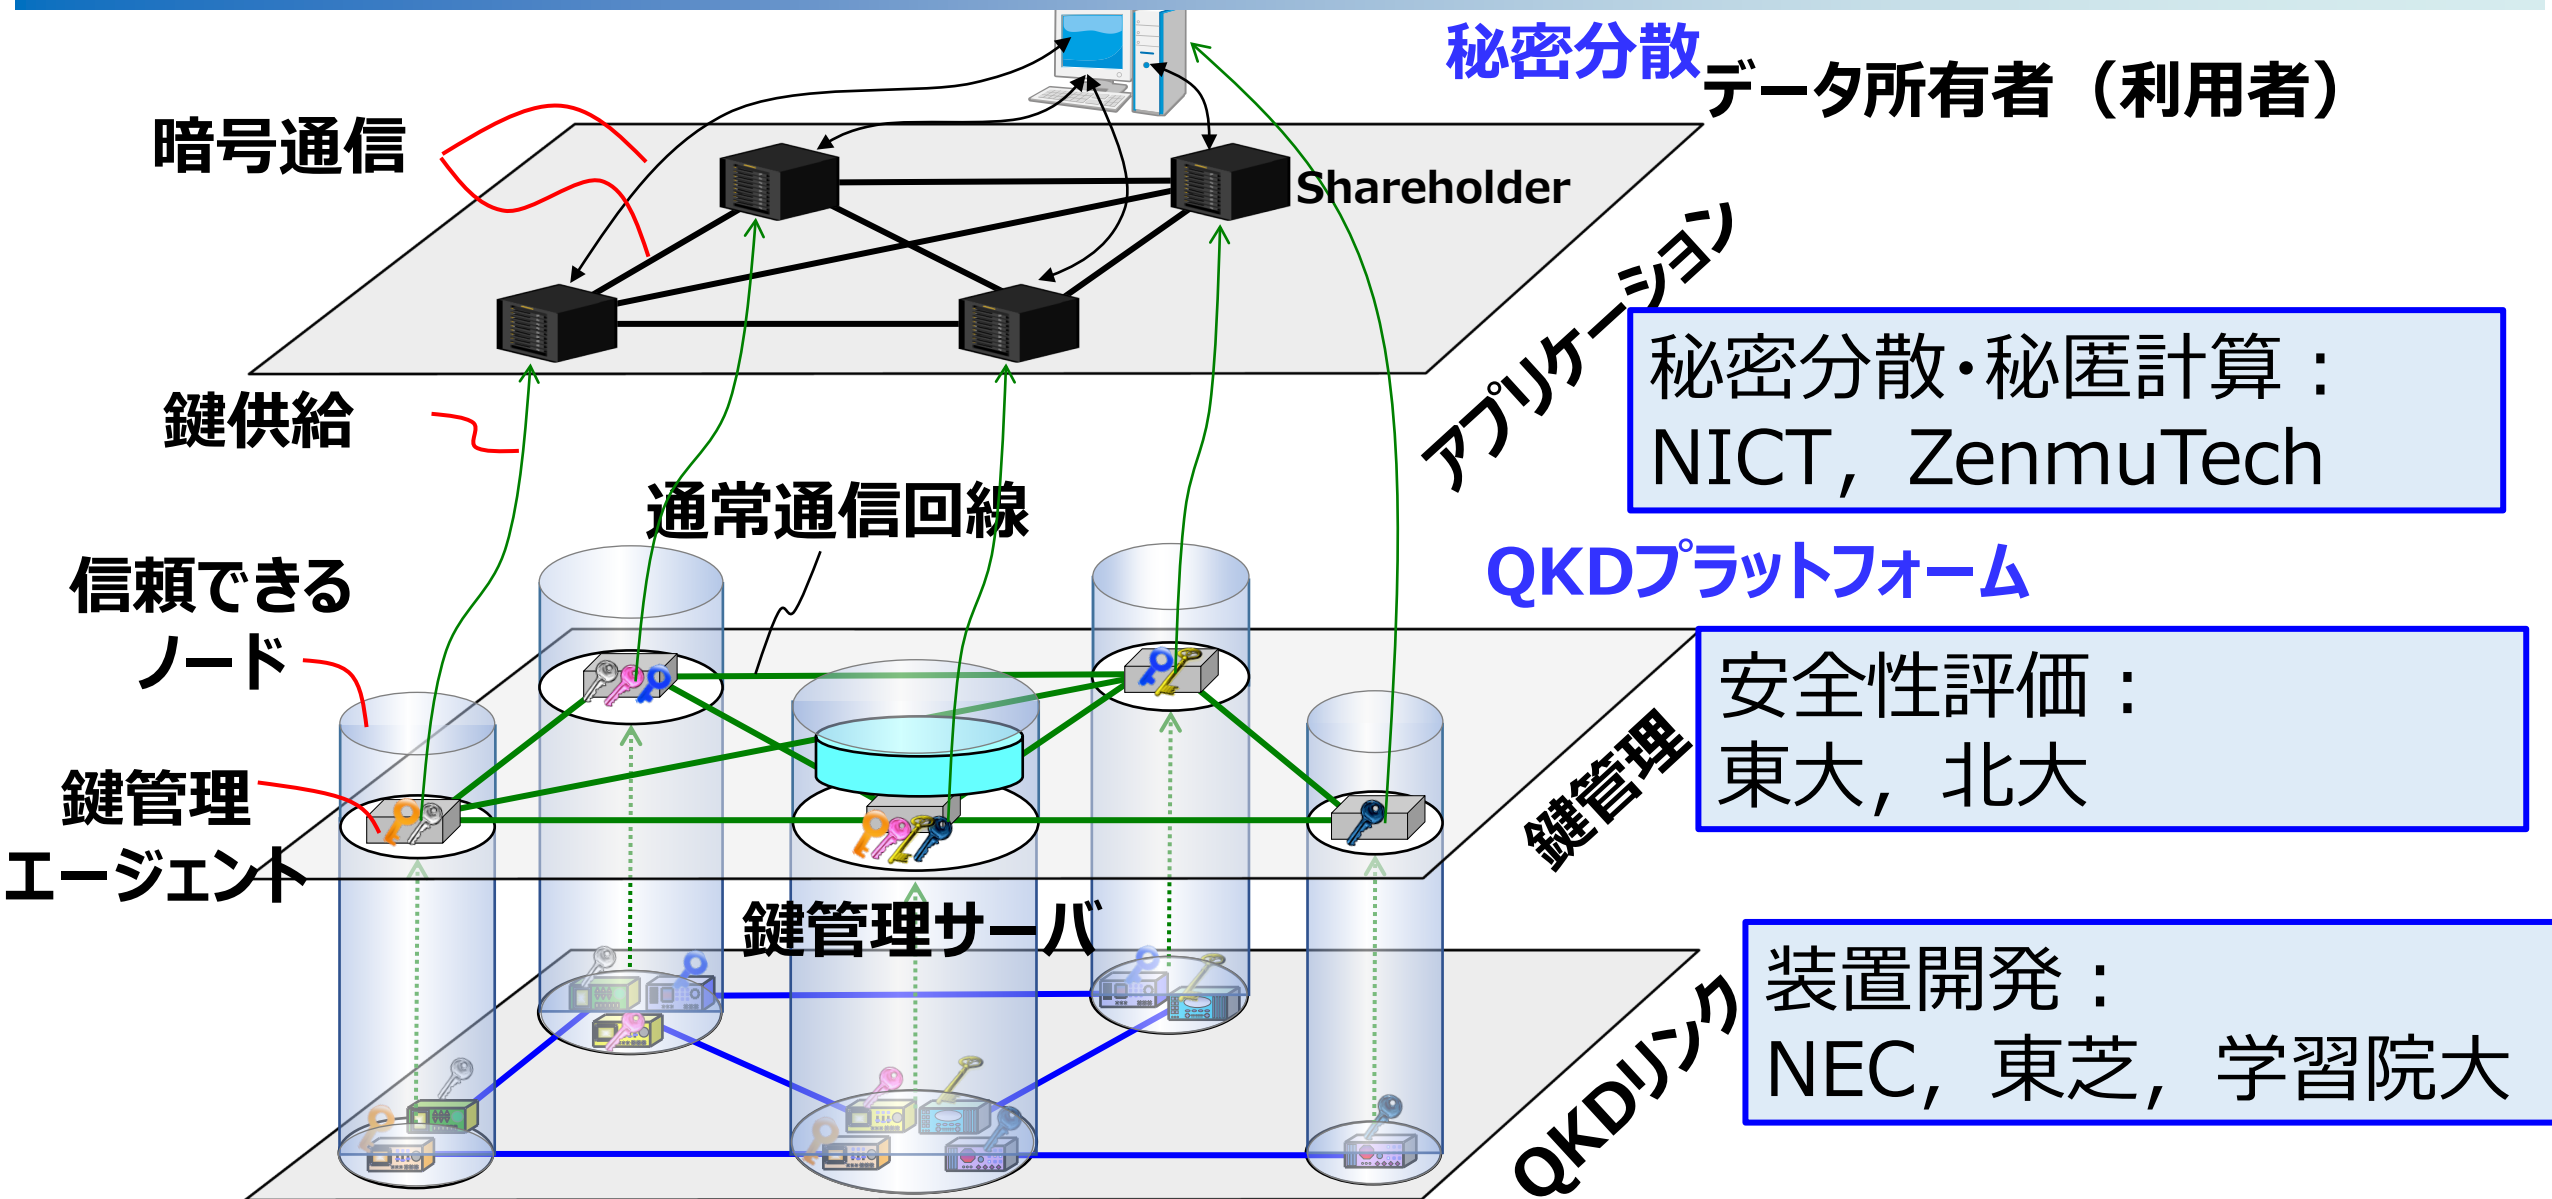 秘密分散
データ所有者（利用者）
暗号通信
Shareholder
アプリケーション
秘密分散・秘匿計算：
NICT, ZenmuTech
鍵供給
通常通信回線
QKDプラットフォーム
信頼できる
ノード
安全性評価：
東大, 北大
鍵管理
鍵管理
エージェント
鍵管理サーバ
装置開発：
NEC, 東芝, 学習院大
QKDリンク